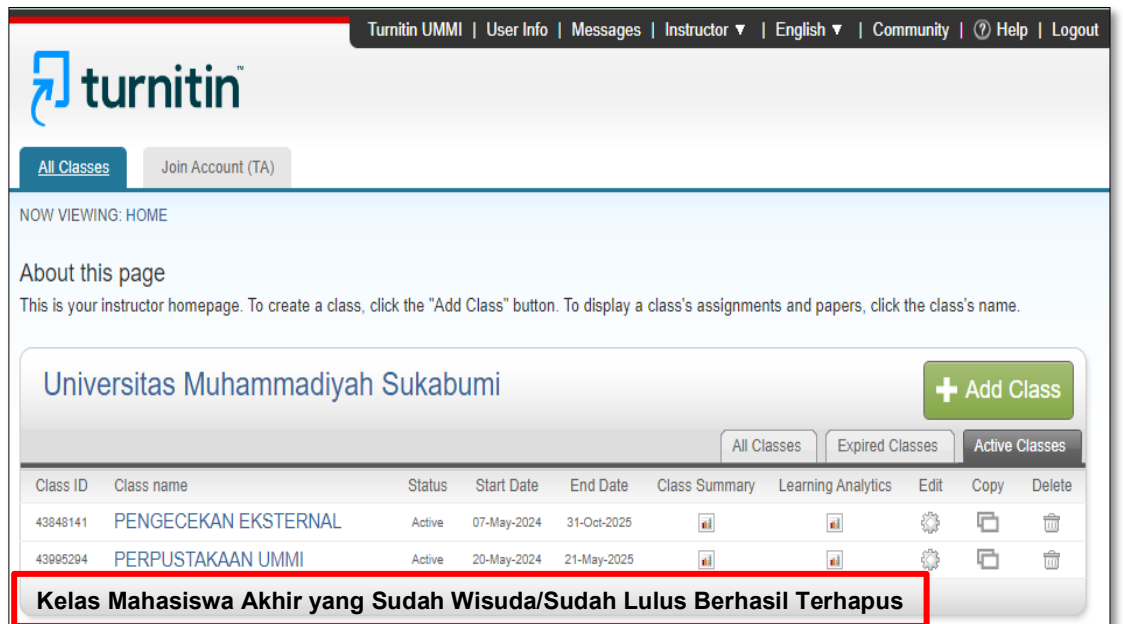 Turnitin UMMI | User Info | Messages | Instructor ▼ | English ▼ | Community | ? Help | Logout
turnitin™
All Classes Join Account (TA)
NOW VIEWING: HOME
About this page
This is your instructor homepage. To create a class, click the "Add Class" button. To display a class's assignments and papers, click the class's name.
Universitas Muhammadiyah Sukabumi + Add Class
All Classes Expired Classes Active Classes
Class ID Class name Status Start Date End Date Class Summary Learning Analytics Edit Copy Delete
43848141 PENGECEKAN EKSTERNAL Active 07-May-2024 31-Oct-2025
43995294 PERPUSTAKAAN UMMI Active 20-May-2024 21-May-2025
Kelas Mahasiswa Akhir yang Sudah Wisuda/Sudah Lulus Berhasil Terhapus